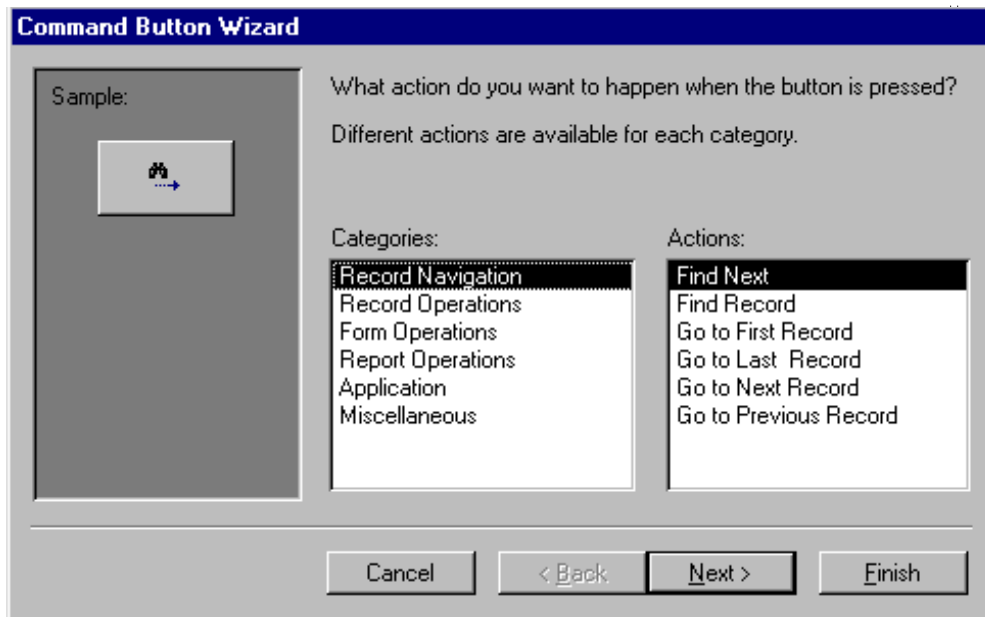 Command Button Wizard
Sample:
What action do you want to happen when the button is pressed?
Different actions are available for each category.
Categories:
Record Navigation
Record Operations
Form Operations
Report Operations
Application
Miscellaneous
Actions:
Find Next
Find Record
Go to First Record
Go to Last  Record
Go to Next Record
Go to Previous Record
Cancel
< Back
Next >
Finish